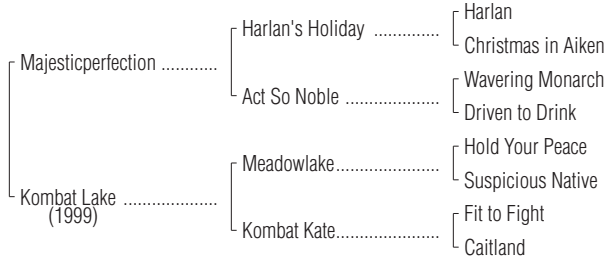 Harlan
Harlan's Holiday ..............
Christmas in Aiken
Majesticperfection ............
Wavering Monarch
Act So Noble ....................
Driven to Drink
Hold Your Peace
Meadowlake......................
Suspicious Native
Kombat Lake ....................
(1999)
Fit to Fight
Kombat Kate......................
Caitland